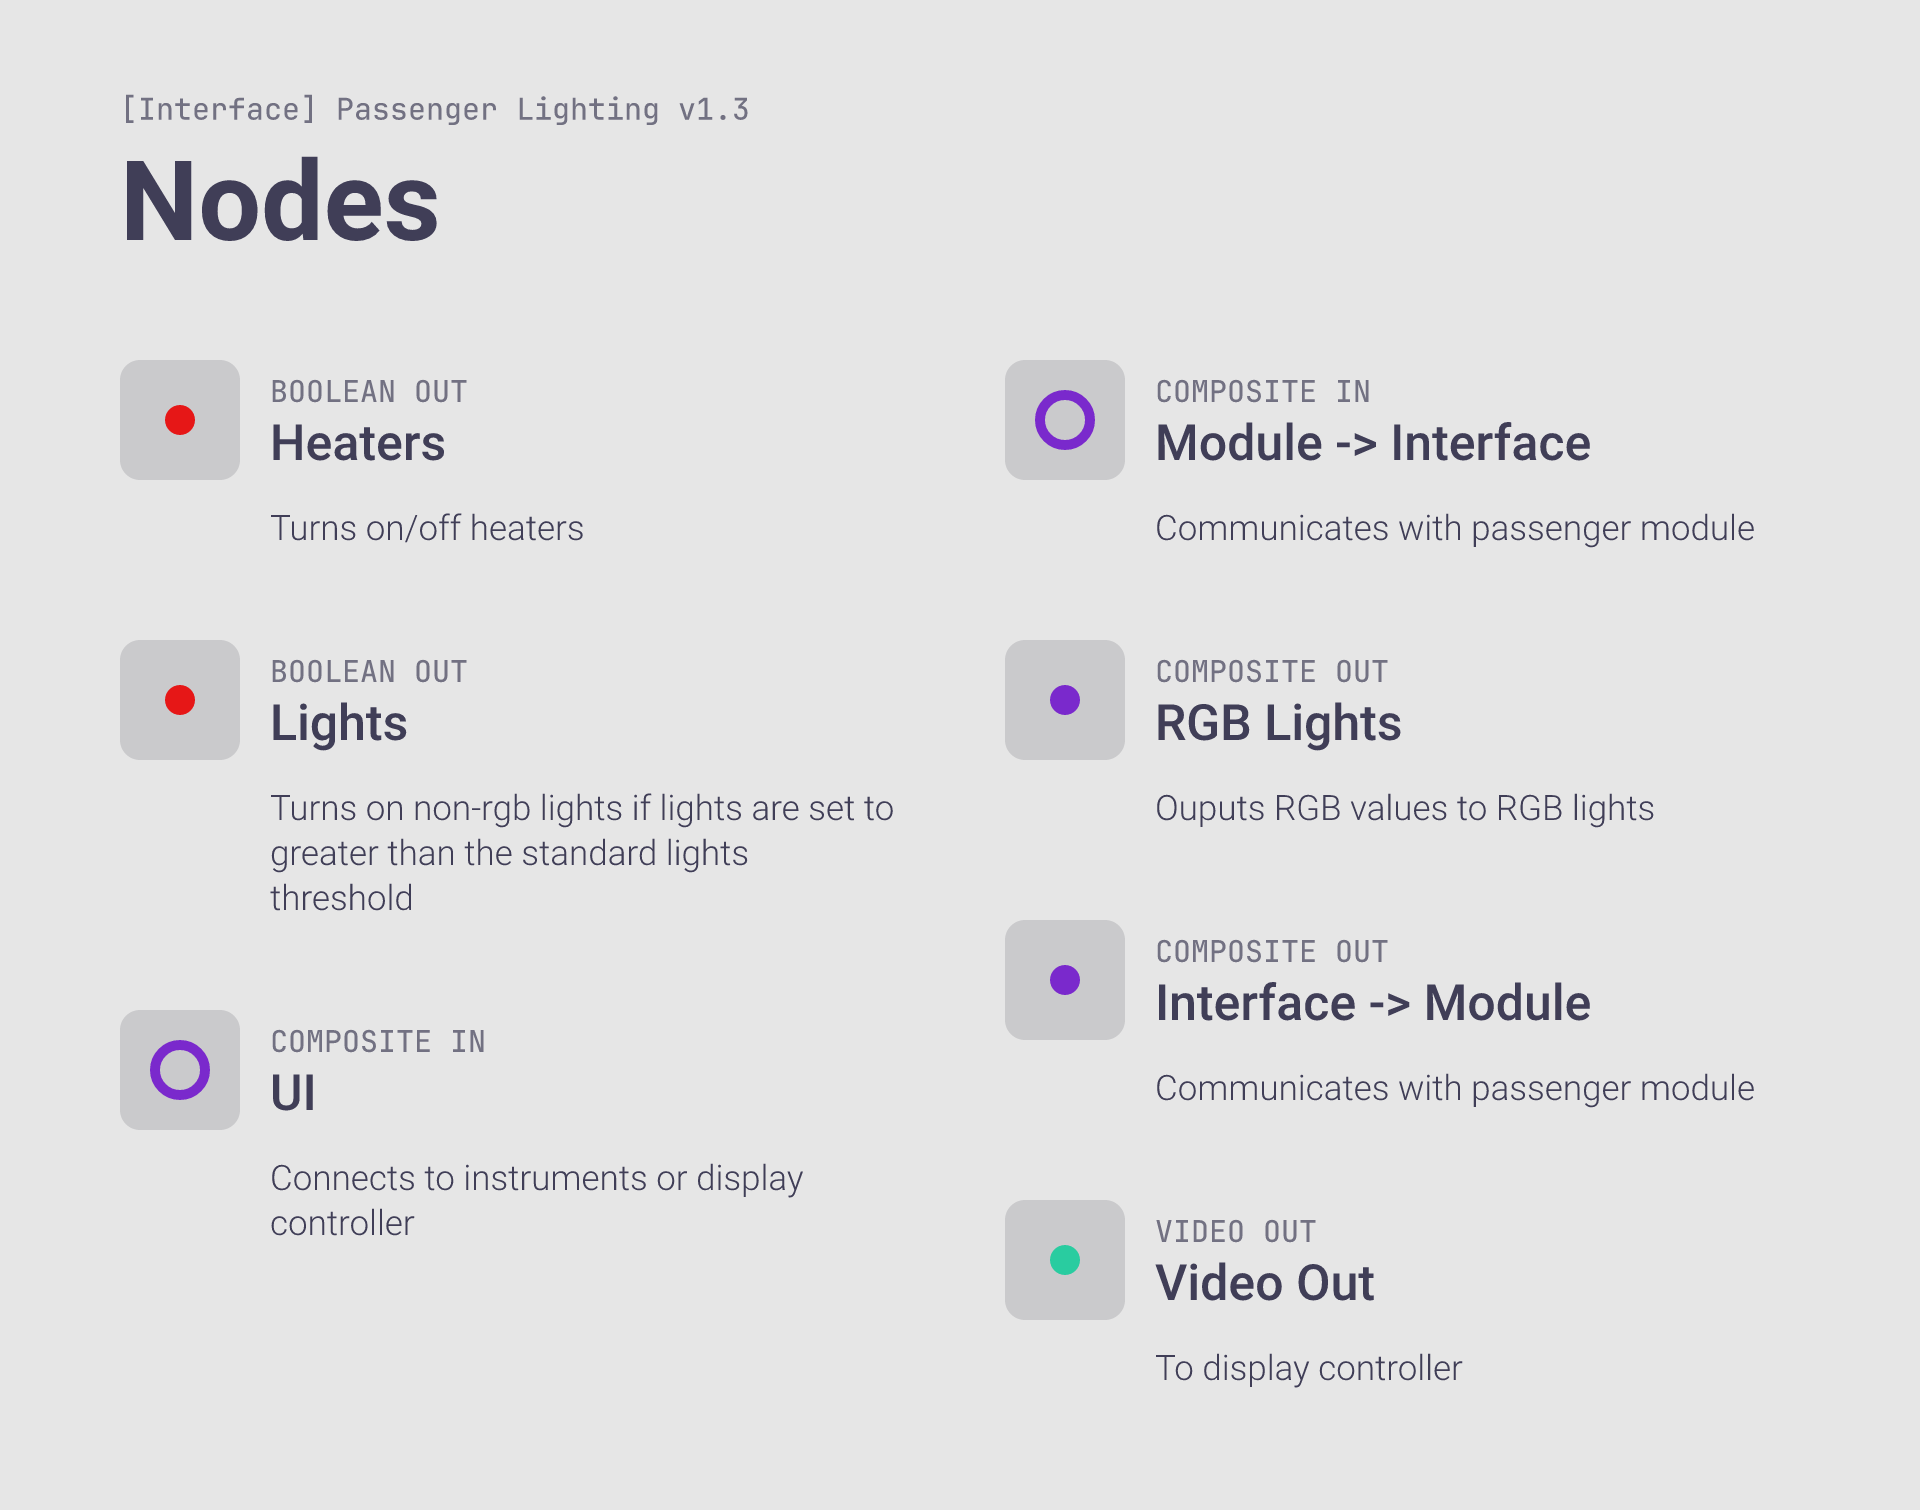 [Interface] Passenger Lighting v1.3
Nodes
BOOLEAN OUT
Heaters
Turns on/off heaters
BOOLEAN OUT
Lights
Turns on non-rgb lights if lights are set to
greater than the standard lights
threshold
COMPOSITE IN
UI
Connects to instruments or display
controller
COMPOSITE IN
Module -> Interface
Communicates with passenger module
COMPOSITE OUT
RGB Lights
Ouputs RGB values to RGB lights
COMPOSITE OUT
Interface -> Module
Communicates with passenger module
VIDEO OUT
Video Out
To display controller